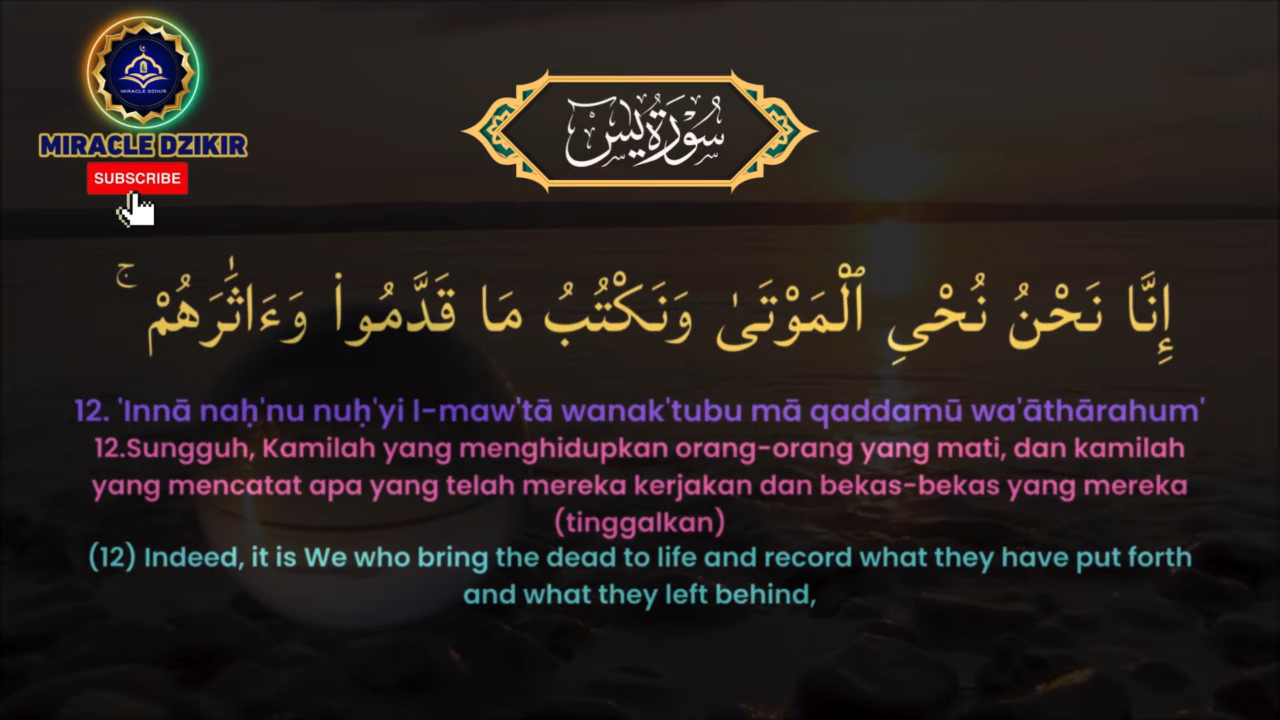 MIRACLE DZIKIR
MIRACLE DZIKIR
SUBSCRIBE
سُوْرَةُ يٰسٓ
إِنَّا نَحْنُ نُحْىِ ٱلْمَوْتَىٰ وَنَكْتُبُ مَا قَدَّمُوا۟ وَءَاثَـٰرَهُمْ ۚ
12. 'Innā naḥ'nu nuḥ'yi l-maw'tā wanak'tubu mā qaddamū wa'āthārahum'
12.Sungguh, Kamilah yang menghidupkan orang-orang yang mati, dan kamilah
yang mencatat apa yang telah mereka kerjakan dan bekas-bekas yang mereka
(tinggalkan)
(12) Indeed, it is We who bring the dead to life and record what they have put forth
and what they left behind,